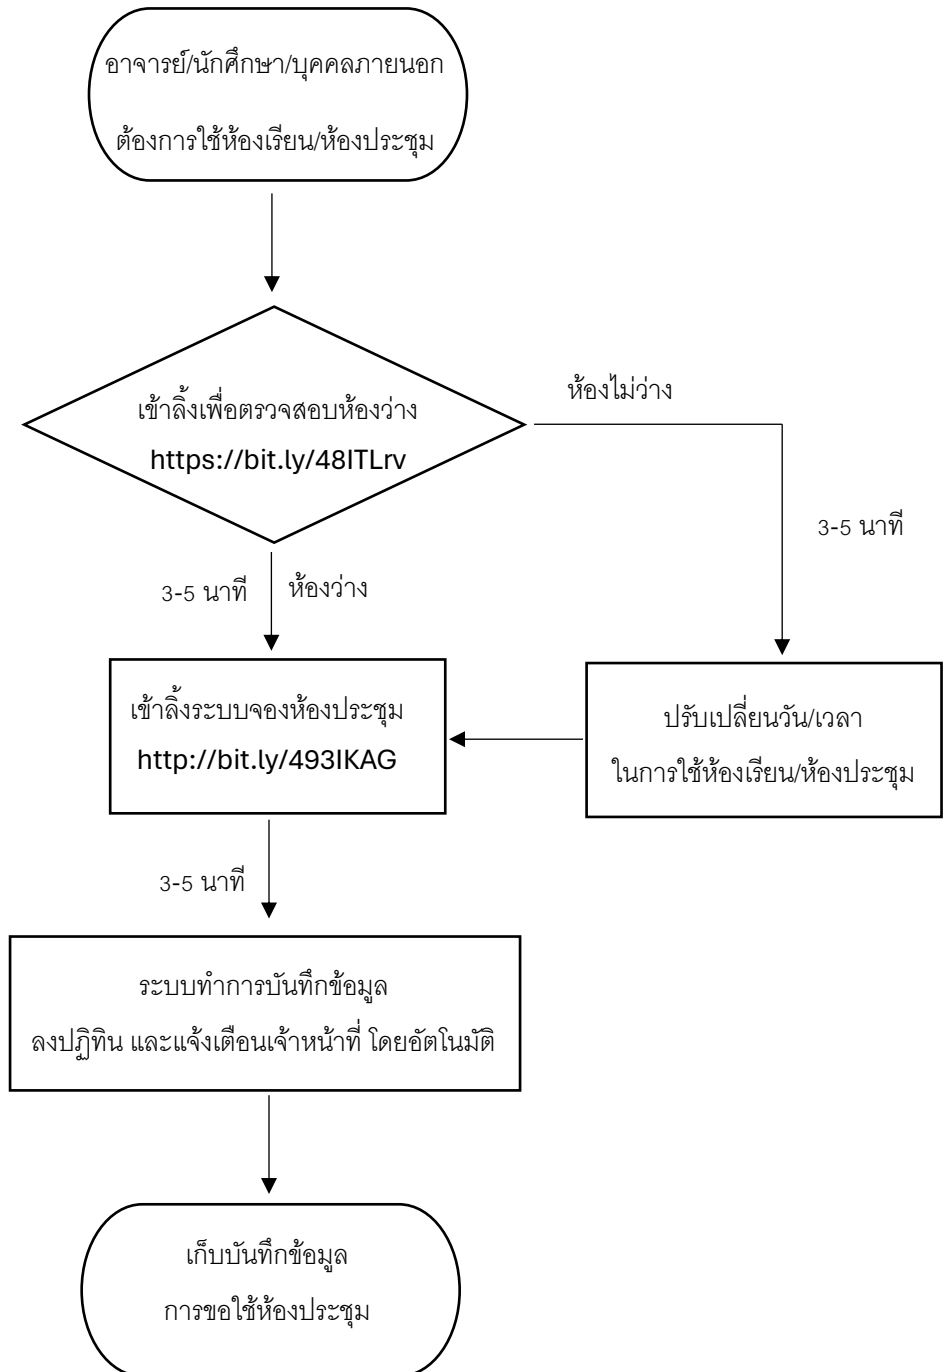 อาจารย์/นักศึกษา/บุคคลภายนอก
ต้องการใช้ห้องเรียน/ห้องประชุม
เข้าลิ้งเพื่อตรวจสอบห้องว่าง
https://bit.ly/48ITLrv
ห้องไม่ว่าง
3-5 นาที
3-5 นาที
ห้องว่าง
เข้าลิ้งระบบจองห้องประชุม
http://bit.ly/493IKAG
ปรับเปลี่ยนวัน/เวลา
ในการใช้ห้องเรียน/ห้องประชุม
3-5 นาที
ระบบทำการบันทึกข้อมูล
ลงปฏิทิน และแจ้งเตือนเจ้าหน้าที่ โดยอัตโนมัติ
เก็บบันทึกข้อมูล
การขอใช้ห้องประชุม